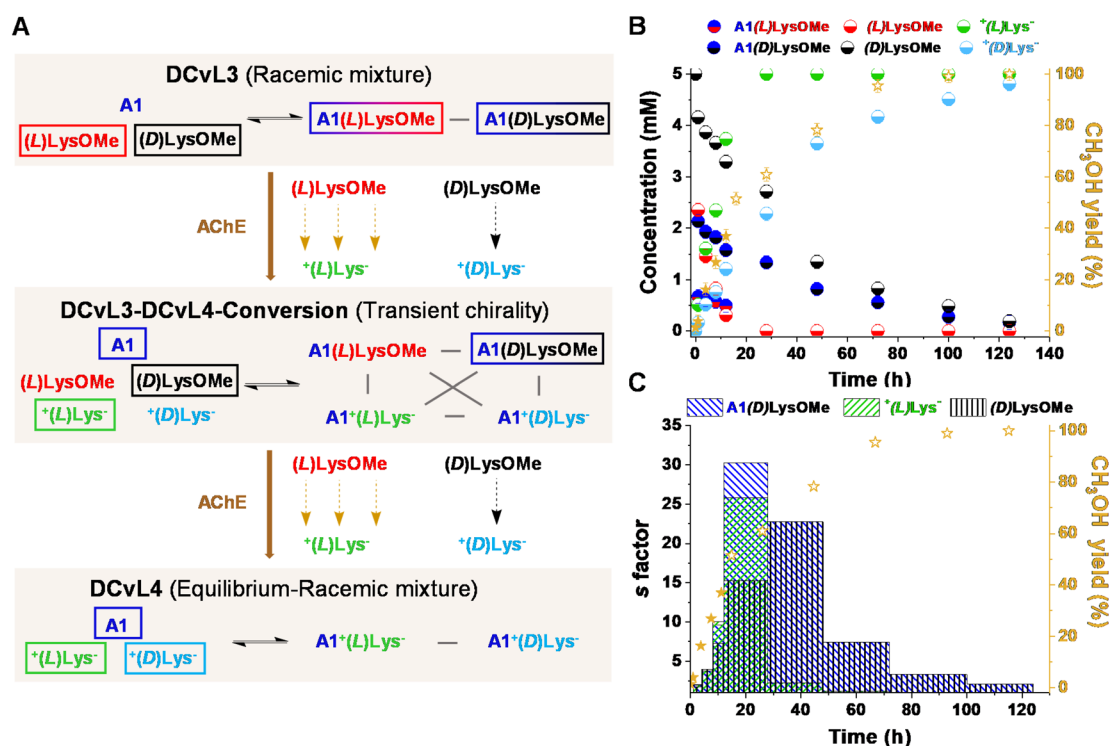 A
DCvL3 (Racemic mixture)
A1
(L)LysOMe (D)LysOMe A1(L)LysOMe A1(D)LysOMe
AChE
(L)LysOMe (D)LysOMe
⁺(L)Lys⁻ ⁺(D)Lys⁻
DCvL3-DCvL4-Conversion (Transient chirality)
A1
A1(L)LysOMe A1(D)LysOMe
(L)LysOMe (D)LysOMe
⁺(L)Lys⁻ ⁺(D)Lys⁻ A1⁺(L)Lys⁻ A1⁺(D)Lys⁻
AChE
(L)LysOMe (D)LysOMe
⁺(L)Lys⁻ ⁺(D)Lys⁻
DCvL4 (Equilibrium-Racemic mixture)
A1
⁺(L)Lys⁻ ⁺(D)Lys⁻ A1⁺(L)Lys⁻ A1⁺(D)Lys⁻
B
A1(L)LysOMe (L)LysOMe ⁺(L)Lys⁻
A1(D)LysOMe (D)LysOMe ⁺(D)Lys⁻
Concentration (mM)
5
4
3
2
1
0
0 20 40 60 80 100 120 140
Time (h)
100
80
60
40
20
0
CH₃OH yield (%)
C
A1(D)LysOMe ⁺(L)Lys⁻ (D)LysOMe
s factor
35
30
25
20
15
10
5
0 20 40 60 80 100 120
Time (h)
100
80
60
40
20
0
CH₃OH yield (%)